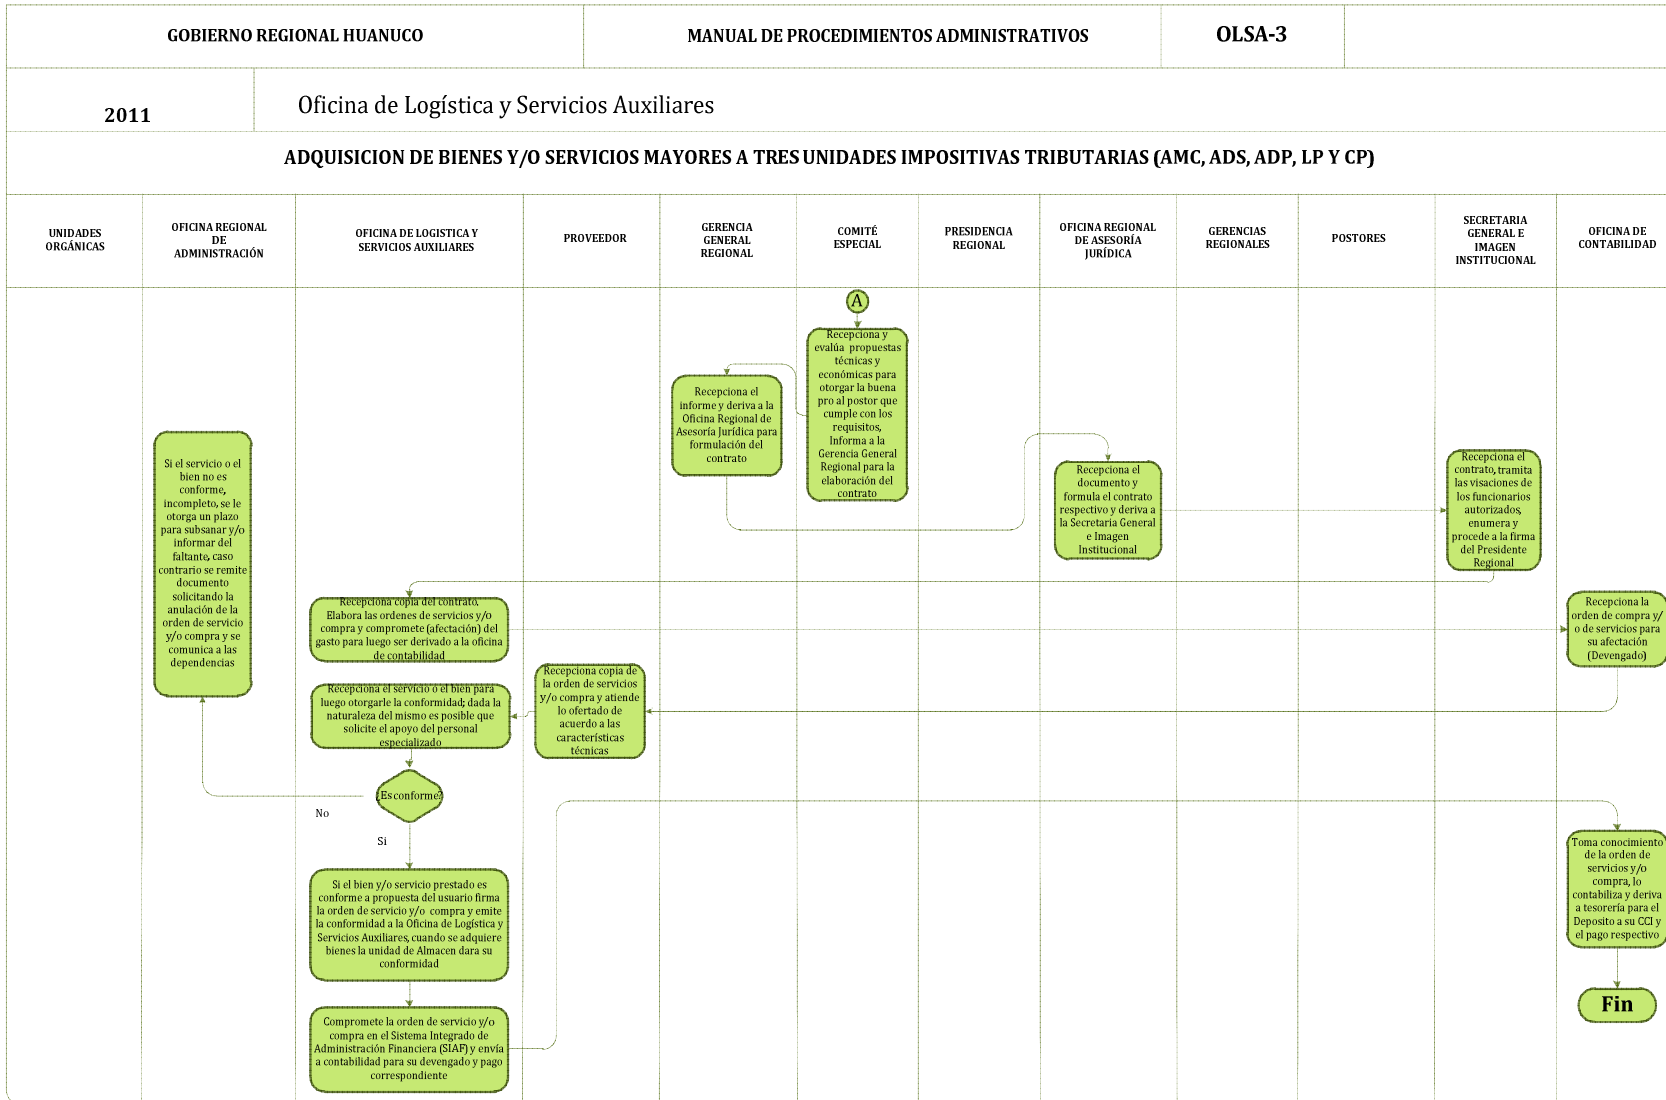 GOBIERNO REGIONAL HUANUCO
MANUAL DE PROCEDIMIENTOS ADMINISTRATIVOS
OLSA-3
2011
Oficina de Logística y Servicios Auxiliares
ADQUISICION DE BIENES Y/O SERVICIOS MAYORES A TRES UNIDADES IMPOSITIVAS TRIBUTARIAS (AMC, ADS, ADP, LP Y CP)
UNIDADES
ORGÁNICAS
OFICINA REGIONAL
DE
ADMINISTRACIÓN
OFICINA DE LOGISTICA Y
SERVICIOS AUXILIARES
PROVEEDOR
GERENCIA
GENERAL
REGIONAL
COMITÉ
ESPECIAL
PRESIDENCIA
REGIONAL
OFICINA REGIONAL
DE ASESORÍA
JURÍDICA
GERENCIAS
REGIONALES
POSTORES
SECRETARIA
GENERAL E
IMAGEN
INSTITUCIONAL
OFICINA DE
CONTABILIDAD
A
Recepciona y
evalúa propuestas
técnicas y
económicas para
otorgar la buena
pro al postor que
cumple con los
requisitos,
Informa a la
Gerencia General
Regional para la
elaboración del
contrato
Recepciona el
informe y deriva a la
Oficina Regional de
Asesoría Jurídica para
formulación del
contrato
Recepciona el
documento y
formula el contrato
respectivo y deriva a
la Secretaria General
e Imagen
Institucional
Recepciona el
contrato, tramita
las visaciones de
los funcionarios
autorizados,
enumera y
procede a la firma
del Presidente
Regional
Si el servicio o el
bien no es
conforme,
incompleto, se le
otorga un plazo
para subsanar y/o
informar del
faltante, caso
contrario se remite
documento
solicitando la
anulación de la
orden de servicio
y/o compra y se
comunica a las
dependencias
Recepciona copia del contrato.
Elabora las ordenes de servicios y/o
compra y compromete (afectación) del
gasto para luego ser derivado a la oficina
de contabilidad
Recepciona la
orden de compra y/
o de servicios para
su afectación
(Devengado)
Recepciona copia de
la orden de servicios
y/o compra y atiende
lo ofertado de
acuerdo a las
características
técnicas
Recepciona el servicio o el bien para
luego otorgarle la conformidad; dada la
naturaleza del mismo es posible que
solicite el apoyo del personal
especializado
¿Es conforme?
No
Si
Si el bien y/o servicio prestado es
conforme a propuesta del usuario firma
la orden de servicio y/o compra y emite
la conformidad a la Oficina de Logística y
Servicios Auxiliares, cuando se adquiere
bienes la unidad de Almacen dara su
conformidad
Compromete la orden de servicio y/o
compra en el Sistema Integrado de
Administración Financiera (SIAF) y envía
a contabilidad para su devengado y pago
correspondiente
Toma conocimiento
de la orden de
servicios y/o
compra, lo
contabiliza y deriva
a tesorería para el
Deposito a su CCI y
el pago respectivo
Fin